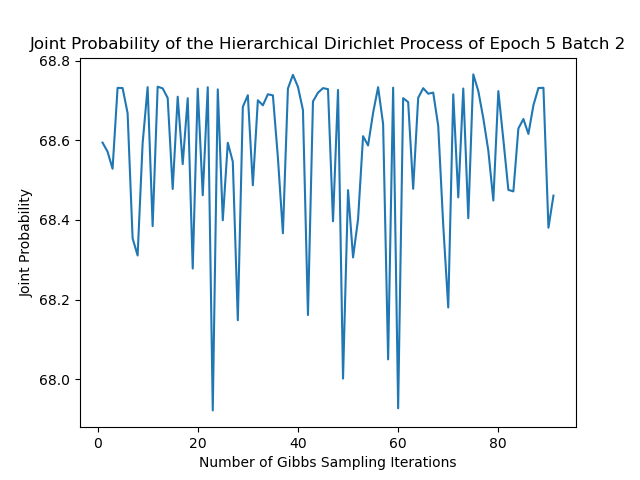 Joint Probability of the Hierarchical Dirichlet Process of Epoch 5 Batch 2
68.8
68.6
68.4
68.2
68.0
Joint Probability
0 20 40 60 80
Number of Gibbs Sampling Iterations